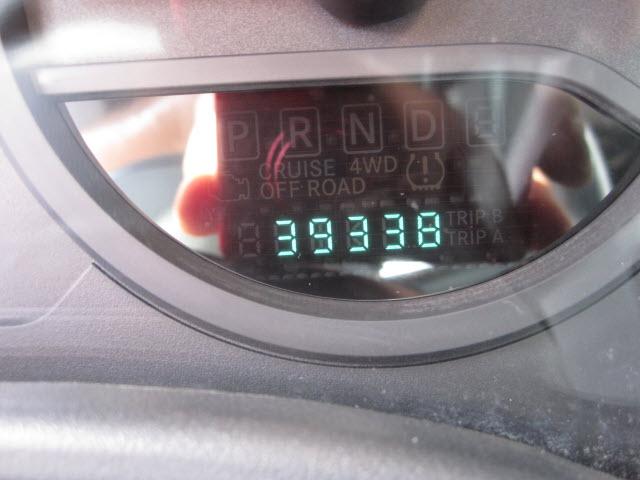 P R N D E
CRUISE 4WD
OFF ROAD
39338
TRIP B
TRIP A